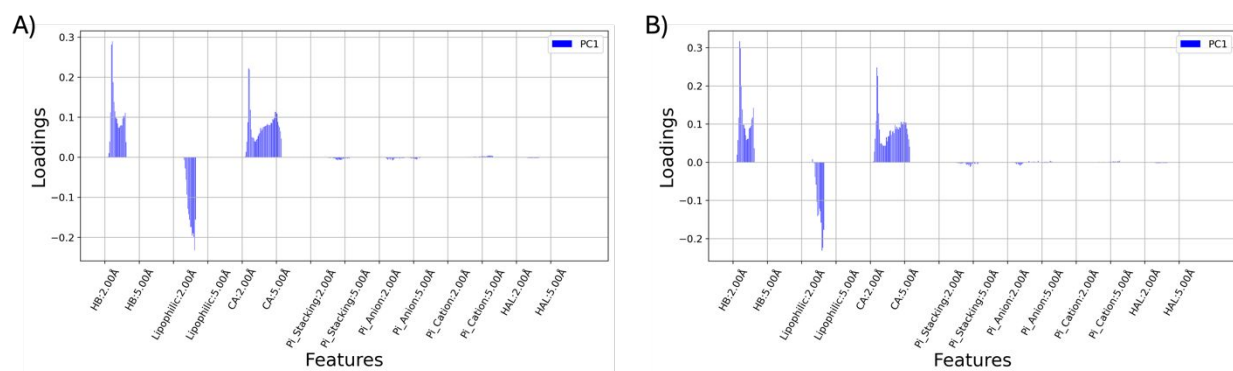 A)
PC1
0.3
0.2
0.1
0.0
−0.1
−0.2
Loadings
HB:2.00Å
HB:5.00Å
Lipophilic:2.00Å
Lipophilic:5.00Å
CA:2.00Å
CA:5.00Å
Pi_Stacking:2.00Å
Pi_Stacking:5.00Å
Pi_Anion:2.00Å
Pi_Anion:5.00Å
Pi_Cation:2.00Å
Pi_Cation:5.00Å
HAL:2.00Å
HAL:5.00Å
Features
B)
PC1
0.3
0.2
0.1
0.0
−0.1
−0.2
Loadings
HB:2.00Å
HB:5.00Å
Lipophilic:2.00Å
Lipophilic:5.00Å
CA:2.00Å
CA:5.00Å
Pi_Stacking:2.00Å
Pi_Stacking:5.00Å
Pi_Anion:2.00Å
Pi_Anion:5.00Å
Pi_Cation:2.00Å
Pi_Cation:5.00Å
HAL:2.00Å
HAL:5.00Å
Features